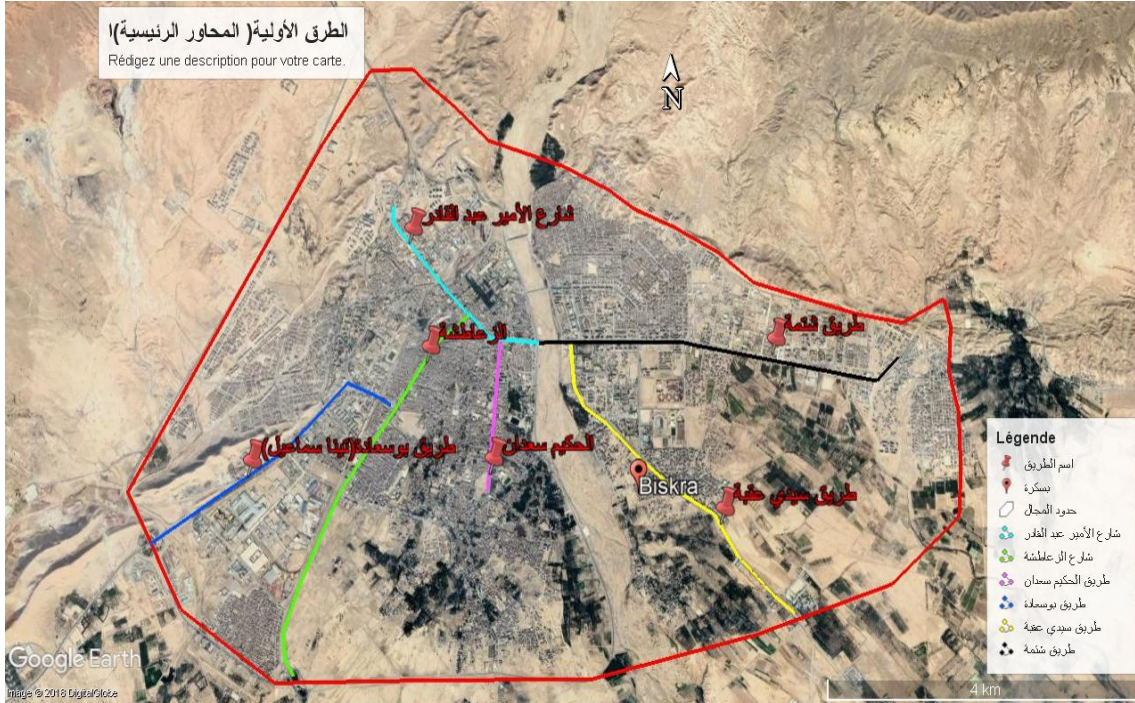 الطرق الأولية( المحاور الرئيسية)ا
Rédigez une description pour votre carte.
N
شارع الأمير عبد القادر
الزعاطشة
طريق شتمة
طريق بوسعادة(تينا سماعيل)
الحكيم سعدان
Biskra
طريق سيدي عقبة
Légende
اسم الطريق
بسكرة
حدود المجال
شارع الأمير عبد القادر
شارع الزعاطشة
طريق الحكيم سعدان
طريق بوسعادة
طريق سيدي عقبة
طريق شتمة
Google Earth
Image © 2018 DigitalGlobe
4 km